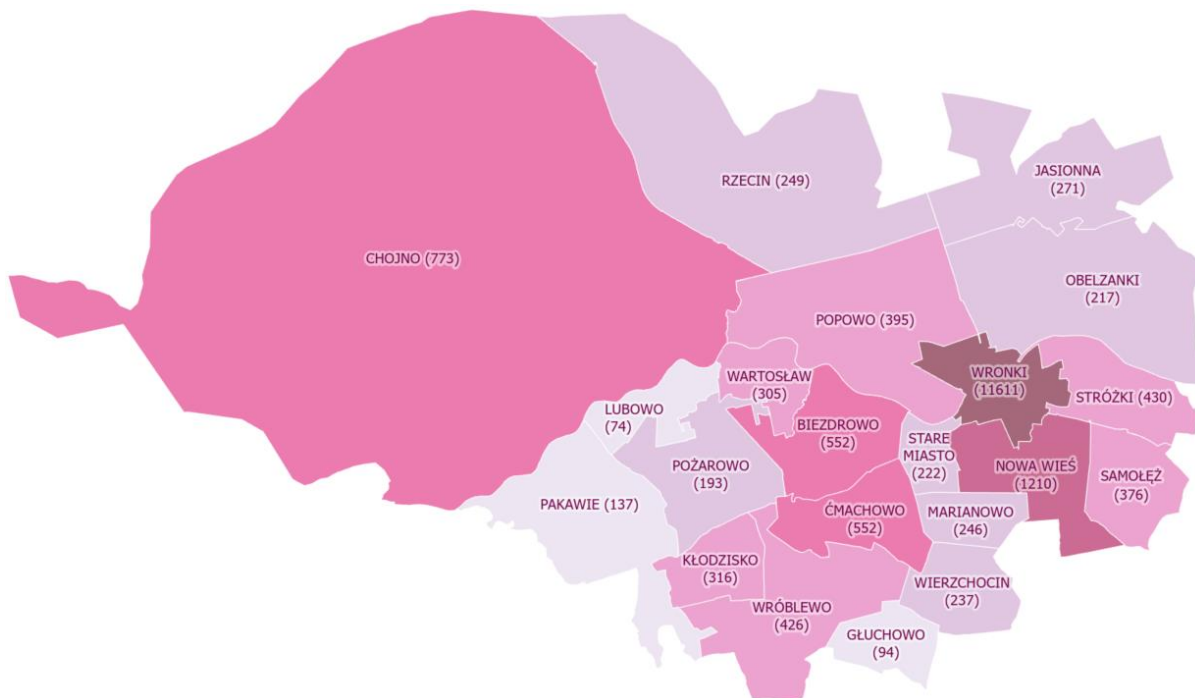 RZECIN (249)
JASIONNA
(271)
CHOJNO (773)
OBELZANKI
(217)
POPOWO (395)
WARTOSŁAW
(305)
WRONKI
(11611)
STRÓŻKI (430)
LUBOWO
(74)
BIEZDROWO
(552)
STARE
MIASTO
(222)
POŻAROWO
(193)
NOWA WIEŚ
(1210)
SAMOŁĘŻ
(376)
PAKAWIE (137)
ĆMACHOWO
(552)
MARIANOWO
(246)
KŁODZISKO
(316)
WIERZCHOCIN
(237)
WRÓBLEWO
(426)
GŁUCHOWO
(94)